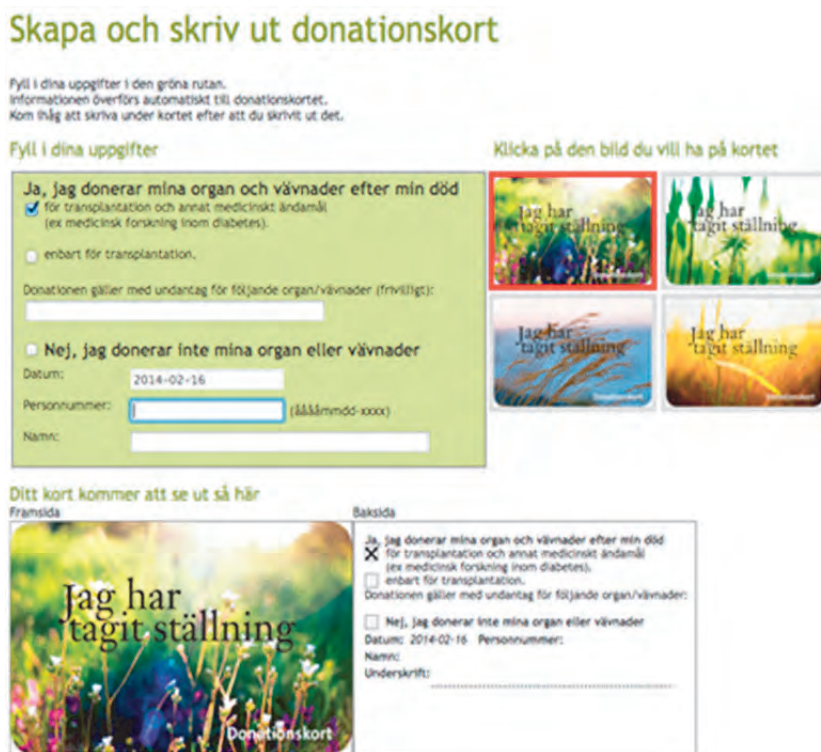 Skapa och skriv ut donationskort
Fyll i dina uppgifter i den gröna rutan.
Informationen överförs automatiskt till donationskortet.
Kom ihåg att skriva under kortet efter att du skrivit ut det.
Fyll i dina uppgifter
Ja, jag donerar mina organ och vävnader efter min död
för transplantation och annat medicinskt ändamål
(ex medicinsk forskning inom diabetes).
enbart för transplantation.
Donationen gäller med undantag för följande organ/vävnader (frivilligt):
Nej, jag donerar inte mina organ eller vävnader
Datum: 2014-02-16
Personnummer: (ååååmmdd-xxxx)
Namn:
Klicka på den bild du vill ha på kortet
Jag har
tagit ställning
Donationskort
Jag har
tagit ställning
Donationskort
Jag har
tagit ställning
Donationskort
Jag har
tagit ställning
Donationskort
Ditt kort kommer att se ut så här
Framsida
Jag har
tagit ställning
Donationskort
Baksida
Ja, jag donerar mina organ och vävnader efter min död
för transplantation och annat medicinskt ändamål
(ex medicinsk forskning inom diabetes).
enbart för transplantation.
Donationen gäller med undantag för följande organ/vävnader:
Nej, jag donerar inte mina organ eller vävnader
Datum: 2014-02-16 Personnummer:
Namn:
Underskrift: